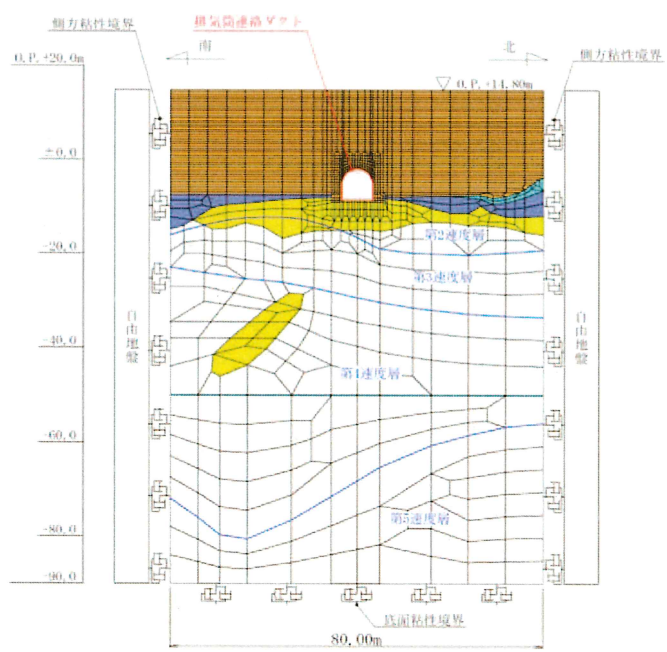 側方粘性境界
排気筒連絡ダクト
南
北
側方粘性境界
O.P.+20.0m
O.P.+14.80m
±0.0
-20.0
-40.0
-60.0
-80.0
-90.0
第2速度層
第3速度層
第4速度層
第5速度層
自由地盤
自由地盤
底面粘性境界
80.00m